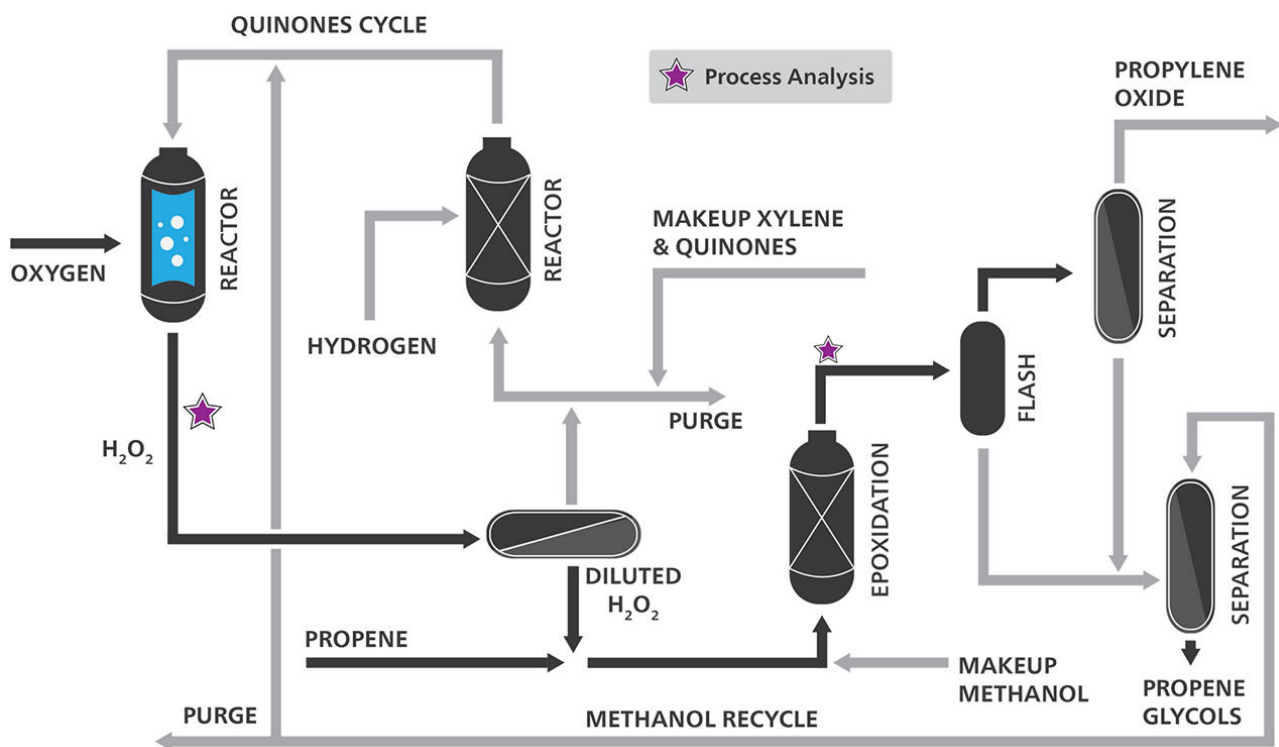 QUINONES CYCLE
Process Analysis
PROPYLENE
OXIDE
REACTOR
REACTOR
MAKEUP XYLENE
& QUINONES
SEPARATION
OXYGEN
HYDROGEN
FLASH
PURGE
H₂O₂
EPOXIDATION
SEPARATION
DILUTED
H₂O₂
PROPENE
MAKEUP
METHANOL
PROPENE
GLYCOLS
PURGE
METHANOL RECYCLE